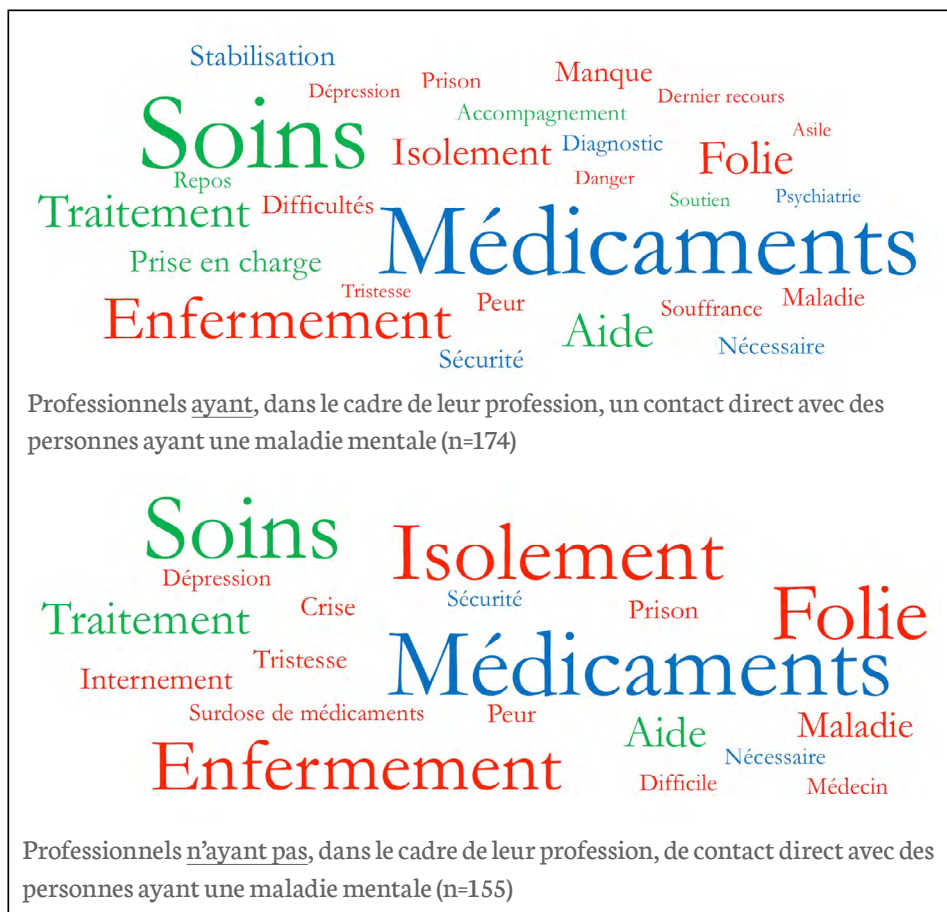 Stabilisation
Dépression Prison Manque
Dernier recours
Soins
Accompagnement
Asile
Isolement Diagnostic Folie
Repos
Danger
Traitement Difficultés
Soutien Psychiatrie
Médicaments
Prise en charge
Tristesse
Enfermement Peur
Aide Souffrance Maladie
Sécurité
Nécessaire
Professionnels ayant, dans le cadre de leur profession, un contact direct avec des
personnes ayant une maladie mentale (n=174)
Soins
Isolement
Dépression
Crise Sécurité Prison
Folie
Traitement
Médicaments
Tristesse
Internement
Surdose de médicaments Peur
Aide Maladie
Enfermement
Nécessaire
Difficile Médecin
Professionnels n’ayant pas, dans le cadre de leur profession, de contact direct avec des
personnes ayant une maladie mentale (n=155)